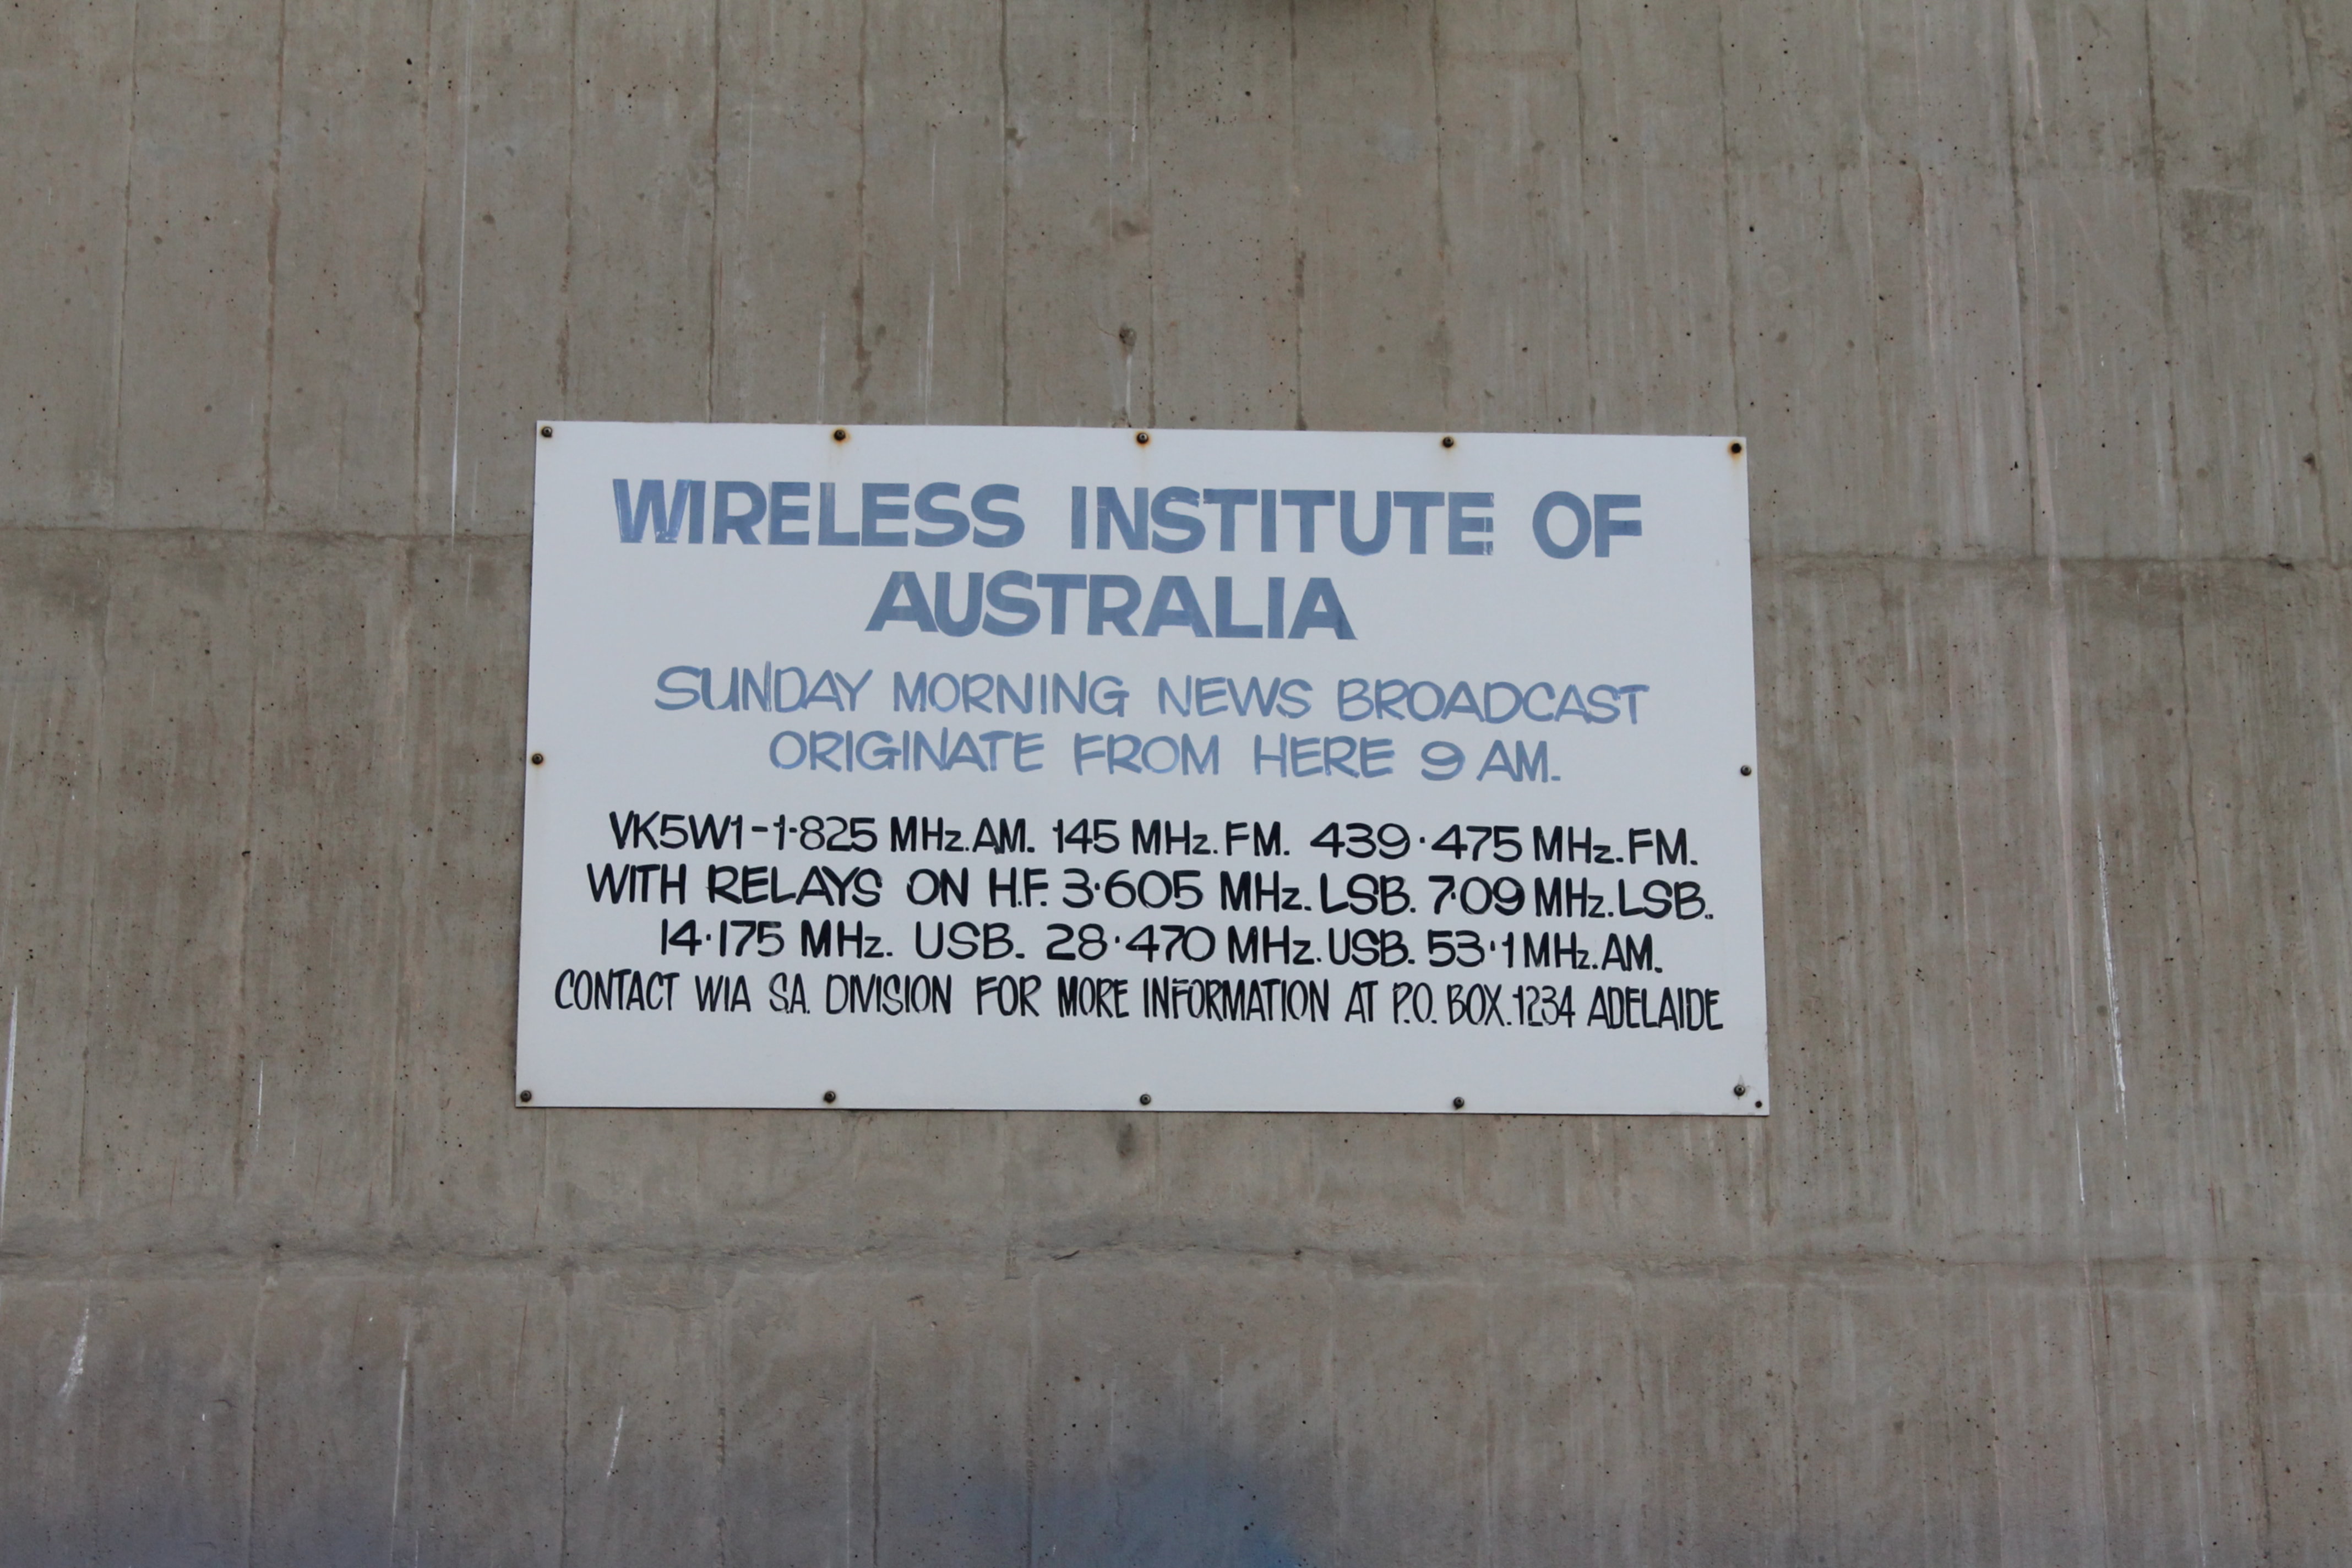 WIRELESS INSTITUTE OF
AUSTRALIA
SUNDAY MORNING NEWS BROADCAST
ORIGINATE FROM HERE 9 AM.
VK5W1-1·825 MHz.AM. 145 MHz.FM. 439·475 MHz.FM.
WITH RELAYS ON H.F. 3·605 MHz.LSB. 7·09 MHz.LSB.
14·175 MHz. USB. 28·470 MHz.USB. 53·1 MHz.AM.
CONTACT WIA S.A. DIVISION FOR MORE INFORMATION AT P.O. BOX.1234 ADELAIDE